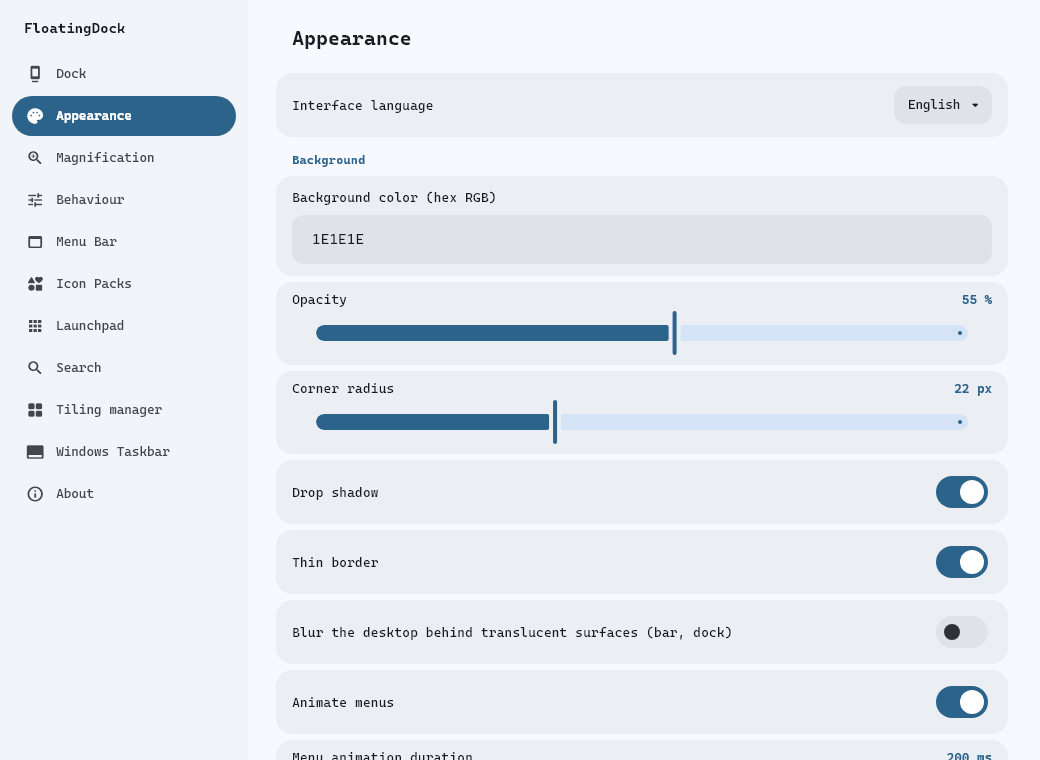 FloatingDock
Dock
Appearance
Magnification
Behaviour
Menu Bar
Icon Packs
Launchpad
Search
Tiling manager
Windows Taskbar
About
Appearance
Interface language
English
Background
Background color (hex RGB)
1E1E1E
Opacity
55 %
Corner radius
22 px
Drop shadow
Thin border
Blur the desktop behind translucent surfaces (bar, dock)
Animate menus
Menu animation duration
200 ms